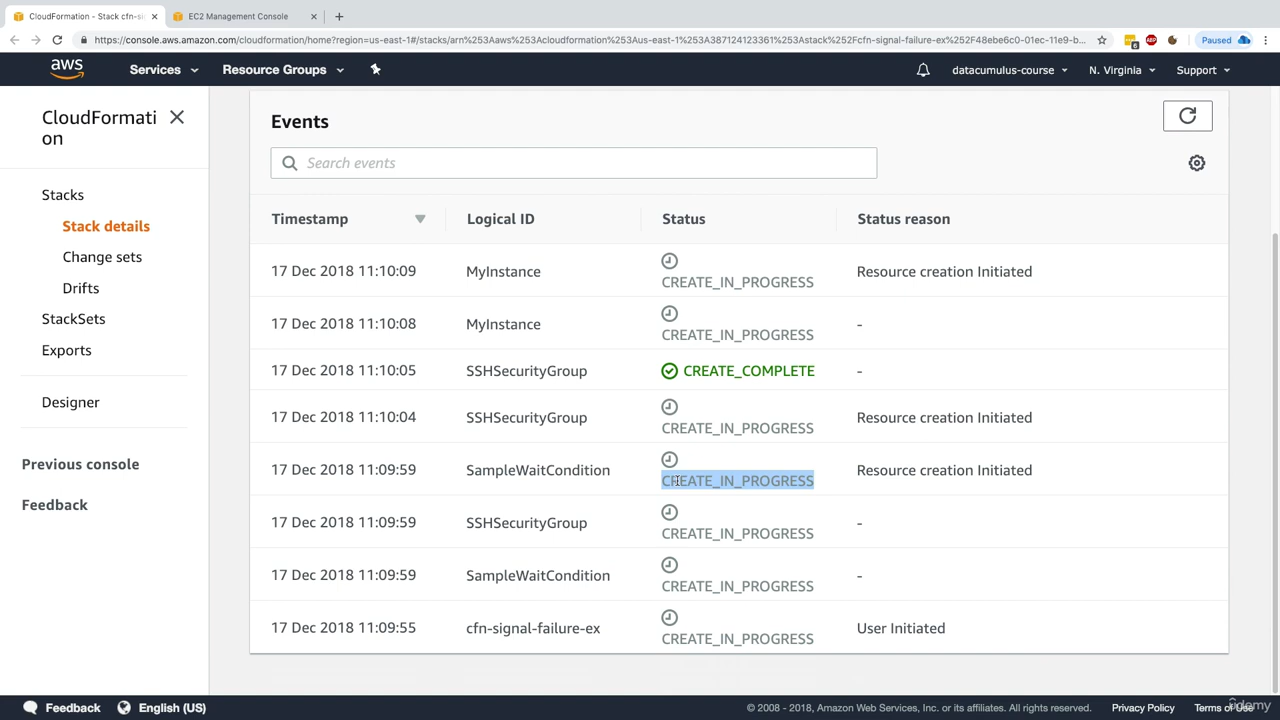 CloudFormation - Stack cfn-si
EC2 Management Console
https://console.aws.amazon.com/cloudformation/home?region=us-east-1#/stacks/arn%253Aaws%253Acloudformation%253Aus-east-1%253A387124123361%253Astack%252Fcfn-signal-failure-ex%252F48ebe6c0-01ec-11e9-b...
6
ABP
Paused
aws
Services
Resource Groups
datacumulus-course
N. Virginia
Support
CloudFormati
on
Stacks
Stack details
Change sets
Drifts
StackSets
Exports
Designer
Previous console
Feedback
Events
Search events
Timestamp Logical ID Status Status reason
17 Dec 2018 11:10:09 MyInstance CREATE_IN_PROGRESS Resource creation Initiated
17 Dec 2018 11:10:08 MyInstance CREATE_IN_PROGRESS -
17 Dec 2018 11:10:05 SSHSecurityGroup CREATE_COMPLETE -
17 Dec 2018 11:10:04 SSHSecurityGroup CREATE_IN_PROGRESS Resource creation Initiated
17 Dec 2018 11:09:59 SampleWaitCondition CREATE_IN_PROGRESS Resource creation Initiated
17 Dec 2018 11:09:59 SSHSecurityGroup CREATE_IN_PROGRESS -
17 Dec 2018 11:09:59 SampleWaitCondition CREATE_IN_PROGRESS -
17 Dec 2018 11:09:55 cfn-signal-failure-ex CREATE_IN_PROGRESS User Initiated
Feedback
English (US)
© 2008 - 2018, Amazon Web Services, Inc. or its affiliates. All rights reserved.
Privacy Policy
Terms of Use
udemy